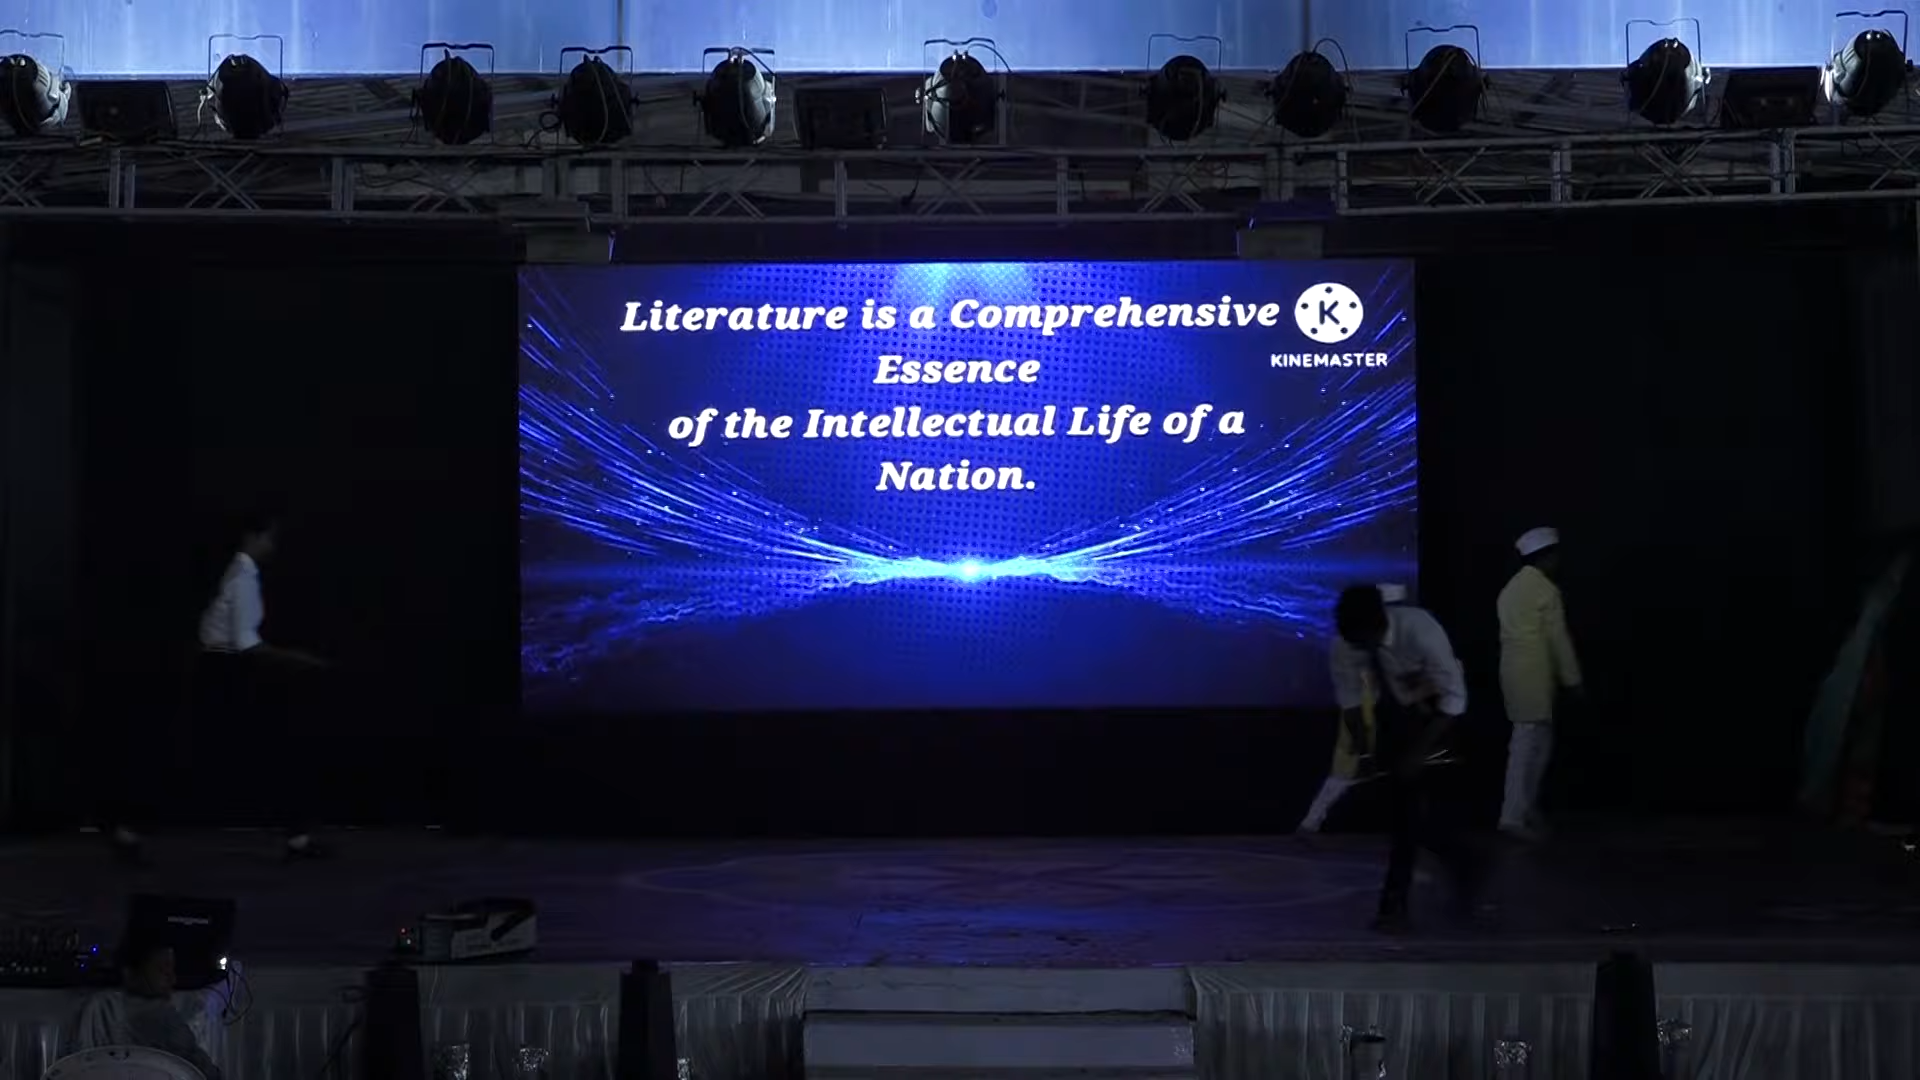 Literature is a Comprehensive
Essence
of the Intellectual Life of a
Nation.
K
KINEMASTER